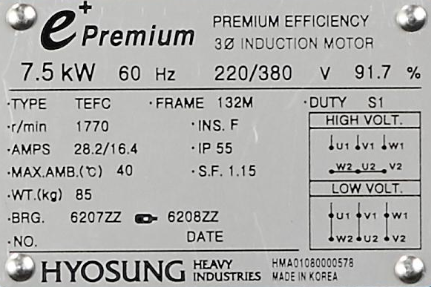 e+ Premium PREMIUM EFFICIENCY
3Ø INDUCTION MOTOR
7.5 kW 60 Hz 220/380 V 91.7 %
·TYPE TEFC ·FRAME 132M ·DUTY S1
·r/min 1770 ·INS. F
·AMPS 28.2/16.4 ·IP 55
·MAX.AMB.(℃) 40 ·S.F. 1.15
·WT.(kg) 85
·BRG. 6207ZZ 6208ZZ
·NO. DATE
HIGH VOLT.
U1 V1 W1
W2 U2 V2
LOW VOLT.
U1 V1 W1
W2 U2 V2
HYOSUNG HEAVY INDUSTRIES
HMA01080000578
MADE IN KOREA